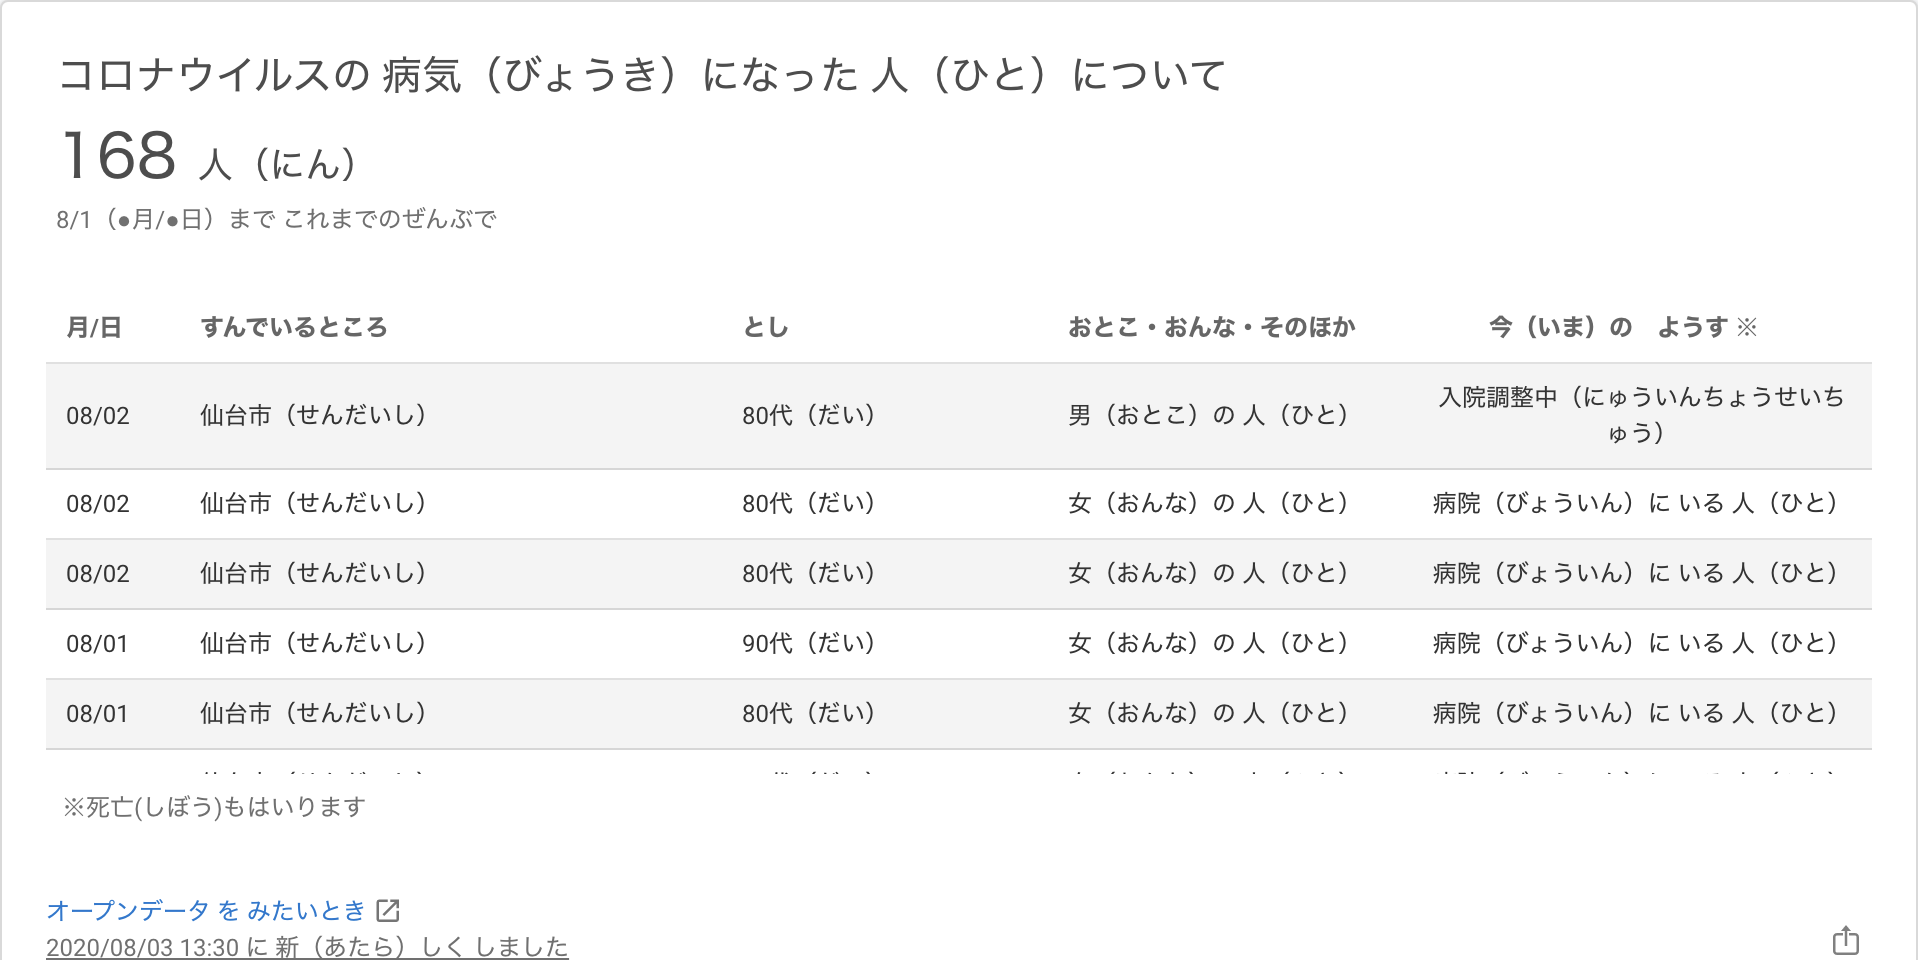 コロナウイルスの 病気（びょうき）になった 人（ひと）について
168 人（にん）
8/1（●月/●日）まで これまでのぜんぶで
月/日 すんでいるところ とし おとこ・おんな・そのほか 今（いま）の　ようす ※
08/02 仙台市（せんだいし） 80代（だい） 男（おとこ）の 人（ひと） 入院調整中（にゅういんちょうせいち
ゅう）
08/02 仙台市（せんだいし） 80代（だい） 女（おんな）の 人（ひと） 病院（びょういん）に いる 人（ひと）
08/02 仙台市（せんだいし） 80代（だい） 女（おんな）の 人（ひと） 病院（びょういん）に いる 人（ひと）
08/01 仙台市（せんだいし） 90代（だい） 女（おんな）の 人（ひと） 病院（びょういん）に いる 人（ひと）
08/01 仙台市（せんだいし） 80代（だい） 女（おんな）の 人（ひと） 病院（びょういん）に いる 人（ひと）
※死亡(しぼう)もはいります
オープンデータ を みたいとき
2020/08/03 13:30 に 新（あたら）しく しました